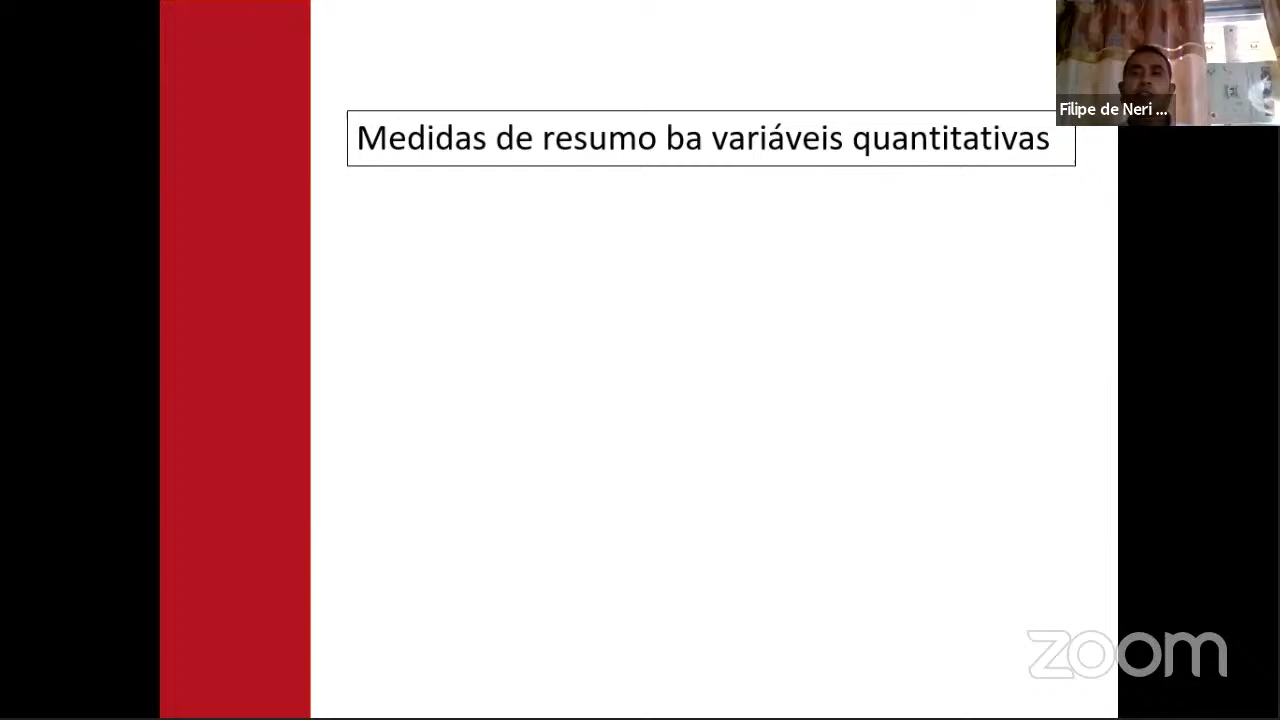 Medidas de resumo ba variáveis quantitativas
Filipe de Neri ...
zoom